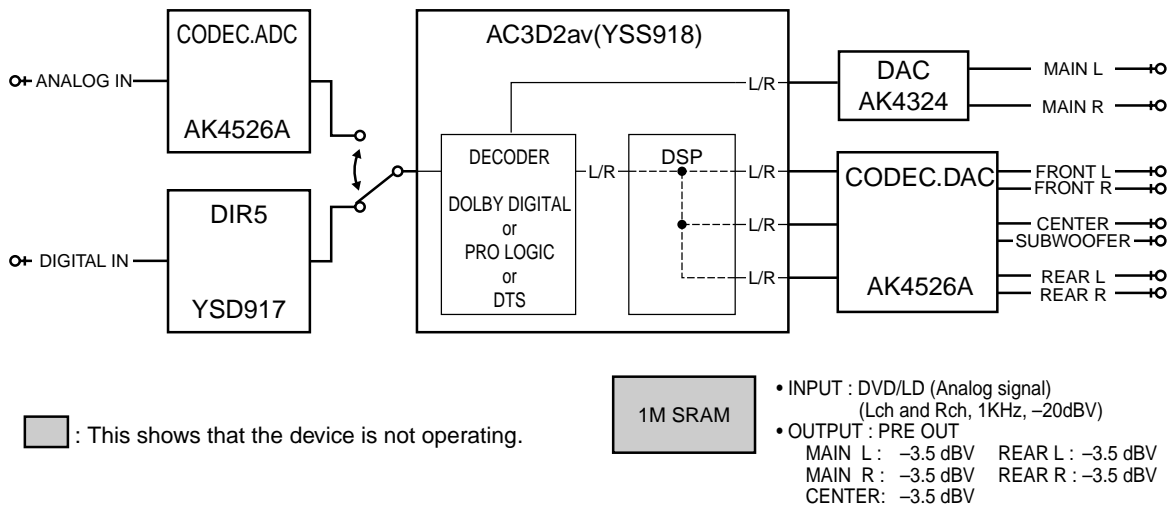 CODEC.ADC
AK4526A
ANALOG IN
DIR5
YSD917
DIGITAL IN
AC3D2av(YSS918)
DECODER
DOLBY DIGITAL
or
PRO LOGIC
or
DTS
L/R
DSP
L/R
L/R
L/R
L/R
DAC
AK4324
MAIN L
MAIN R
CODEC.DAC
AK4526A
FRONT L
FRONT R
CENTER
SUBWOOFER
REAR L
REAR R
: This shows that the device is not operating.
1M SRAM
• INPUT : DVD/LD (Analog signal)
(Lch and Rch, 1KHz, –20dBV)
• OUTPUT : PRE OUT
MAIN L : –3.5 dBV REAR L : –3.5 dBV
MAIN R : –3.5 dBV REAR R : –3.5 dBV
CENTER: –3.5 dBV